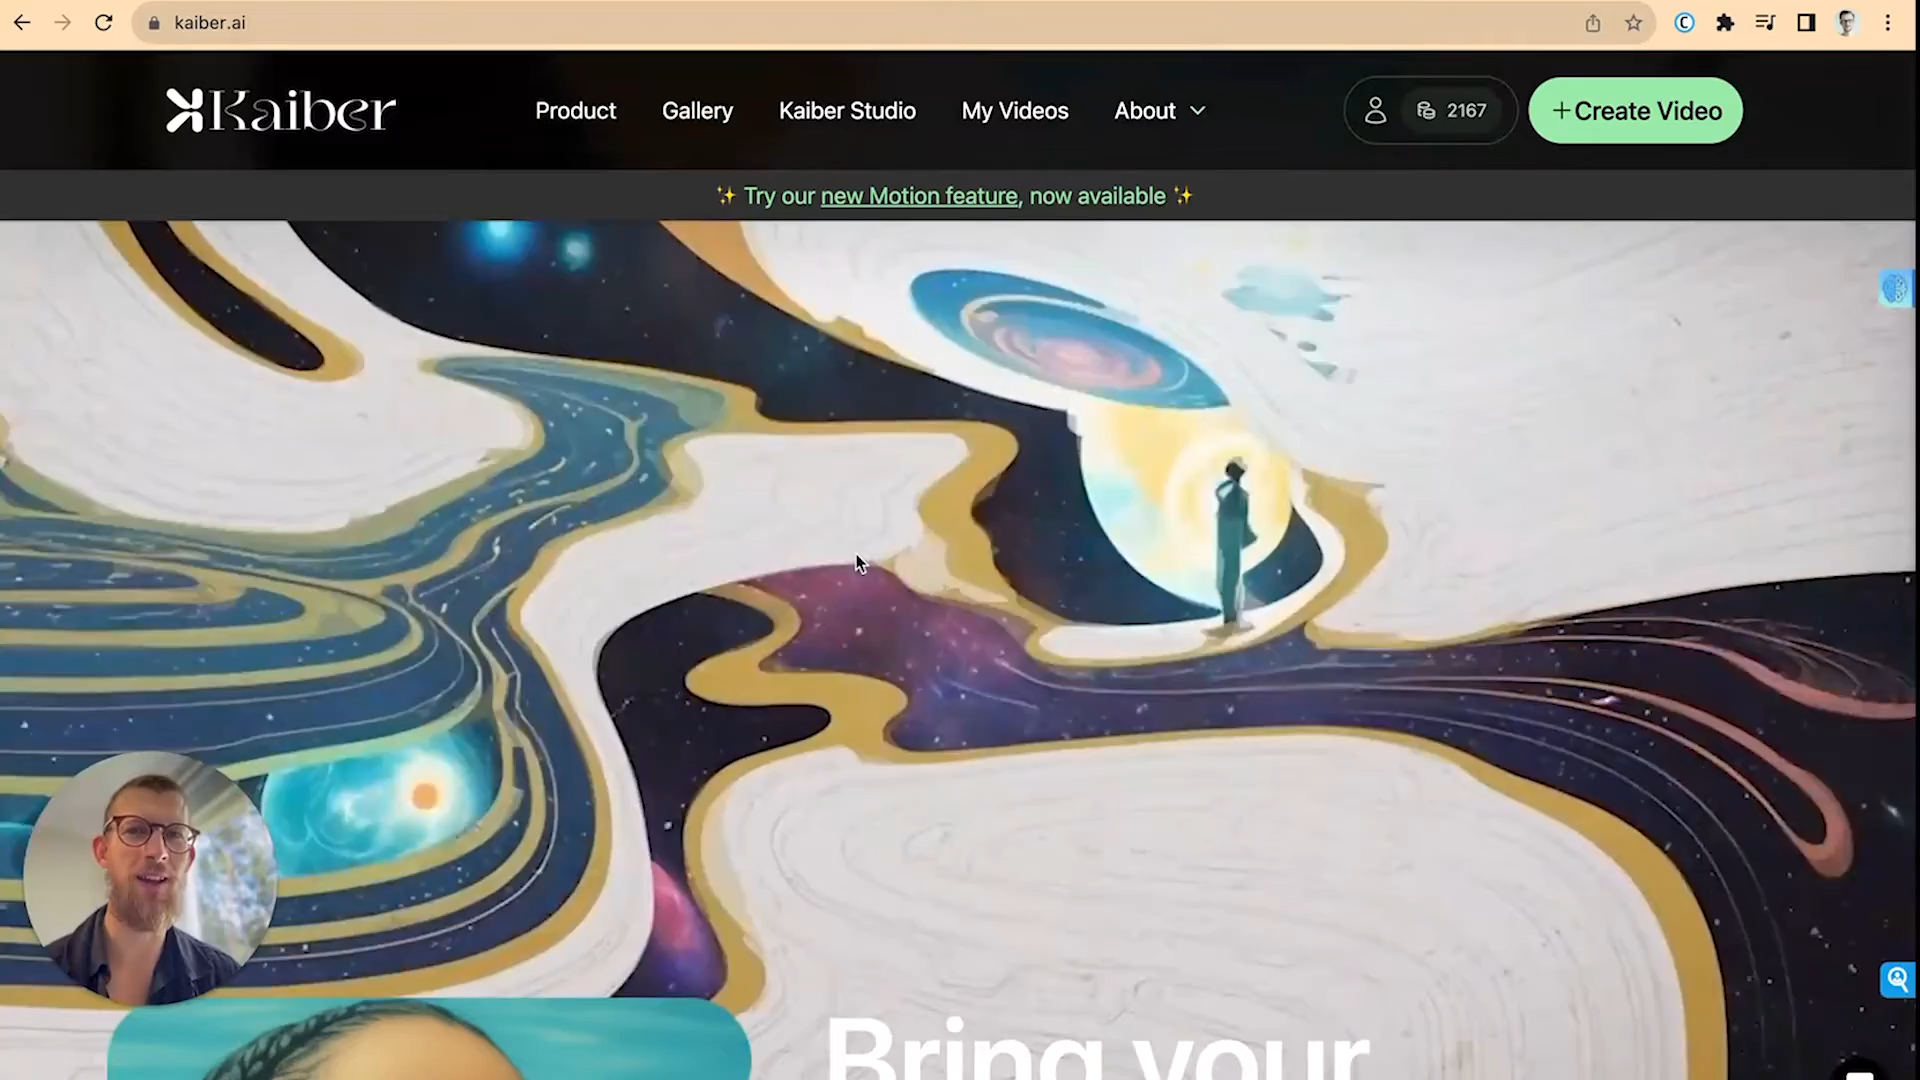 kaiber.ai
Kaiber
Product
Gallery
Kaiber Studio
My Videos
About
2167
+Create Video
✨ Try our new Motion feature, now available ✨
Bring your